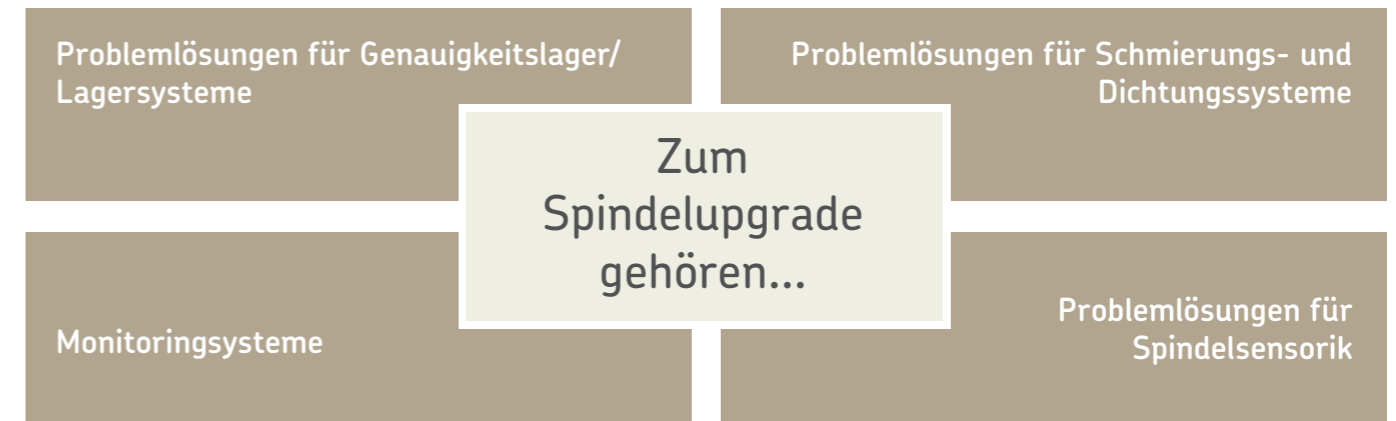 Problemlösungen für Genauigkeitslager/
Lagersysteme
Problemlösungen für Schmierungs- und
Dichtungssysteme
Zum
Spindelupgrade
gehören...
Monitoringsysteme
Problemlösungen für
Spindelsensorik